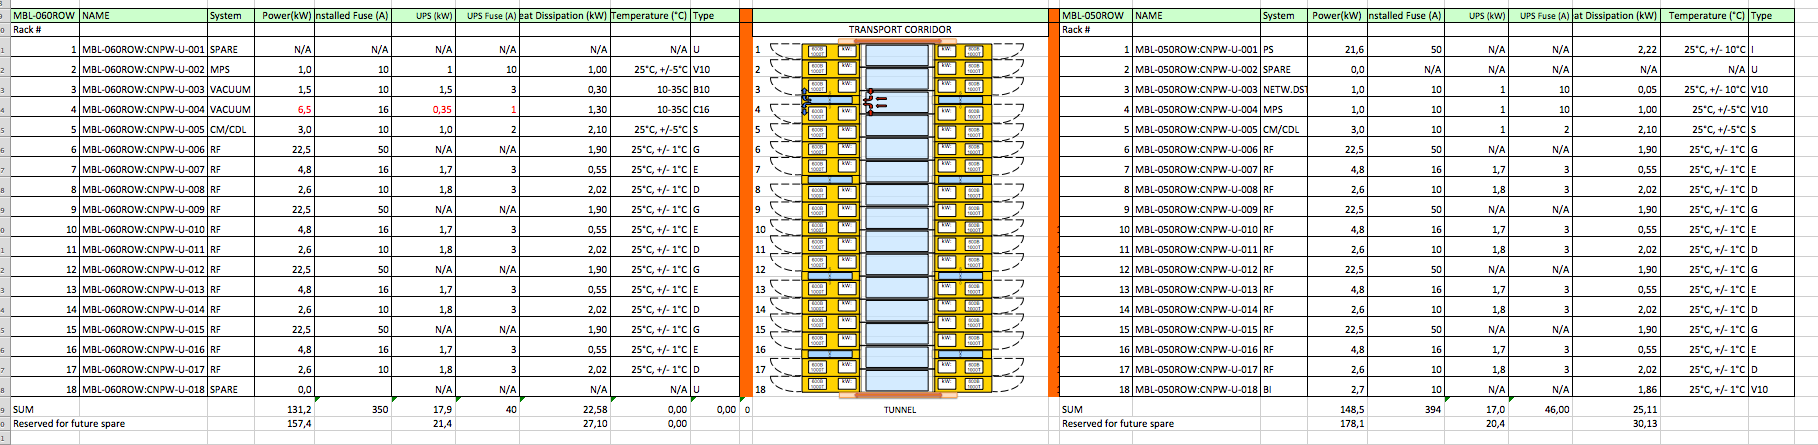 MBL-060ROW NAME System Power(kW) nstalled Fuse (A) UPS (kW) UPS Fuse (A) eat Dissipation (kW) Temperature (°C) Type MBL-050ROW NAME System Power(kW) nstalled Fuse (A) UPS (kW) UPS Fuse (A) at Dissipation (kW) Temperature (°C) Type
Rack # TRANSPORT CORRIDOR Rack #
1 MBL-060ROW:CNPW-U-001 SPARE N/A N/A N/A N/A N/A N/A U 1 1 MBL-050ROW:CNPW-U-001 PS 21,6 50 N/A N/A 2,22 25°C, +/- 10°C I
2 MBL-060ROW:CNPW-U-002 MPS 1,0 10 1 10 1,00 25°C, +/-5°C V10 2 2 MBL-050ROW:CNPW-U-002 SPARE 0,0 N/A N/A N/A N/A N/A U
3 MBL-060ROW:CNPW-U-003 VACUUM 1,5 10 1,5 3 0,30 10-35C B10 3 3 MBL-050ROW:CNPW-U-003 NETW.DST 1,0 10 1 10 0,05 25°C, +/- 10°C V10
4 MBL-060ROW:CNPW-U-004 VACUUM 6,5 16 0,35 1 1,30 10-35C C16 4 4 MBL-050ROW:CNPW-U-004 MPS 1,0 10 1 10 1,00 25°C, +/-5°C V10
5 MBL-060ROW:CNPW-U-005 CM/CDL 3,0 10 1,0 2 2,10 25°C, +/-5°C S 5 5 MBL-050ROW:CNPW-U-005 CM/CDL 3,0 10 1 2 2,10 25°C, +/-5°C S
6 MBL-060ROW:CNPW-U-006 RF 22,5 50 N/A N/A 1,90 25°C, +/- 1°C G 6 6 MBL-050ROW:CNPW-U-006 RF 22,5 50 N/A N/A 1,90 25°C, +/- 1°C G
7 MBL-060ROW:CNPW-U-007 RF 4,8 16 1,7 3 0,55 25°C, +/- 1°C E 7 7 MBL-050ROW:CNPW-U-007 RF 4,8 16 1,7 3 0,55 25°C, +/- 1°C E
8 MBL-060ROW:CNPW-U-008 RF 2,6 10 1,8 3 2,02 25°C, +/- 1°C D 8 8 MBL-050ROW:CNPW-U-008 RF 2,6 10 1,8 3 2,02 25°C, +/- 1°C D
9 MBL-060ROW:CNPW-U-009 RF 22,5 50 N/A N/A 1,90 25°C, +/- 1°C G 9 9 MBL-050ROW:CNPW-U-009 RF 22,5 50 N/A N/A 1,90 25°C, +/- 1°C G
10 MBL-060ROW:CNPW-U-010 RF 4,8 16 1,7 3 0,55 25°C, +/- 1°C E 10 10 MBL-050ROW:CNPW-U-010 RF 4,8 16 1,7 3 0,55 25°C, +/- 1°C E
11 MBL-060ROW:CNPW-U-011 RF 2,6 10 1,8 3 2,02 25°C, +/- 1°C D 11 11 MBL-050ROW:CNPW-U-011 RF 2,6 10 1,8 3 2,02 25°C, +/- 1°C D
12 MBL-060ROW:CNPW-U-012 RF 22,5 50 N/A N/A 1,90 25°C, +/- 1°C G 12 12 MBL-050ROW:CNPW-U-012 RF 22,5 50 N/A N/A 1,90 25°C, +/- 1°C G
13 MBL-060ROW:CNPW-U-013 RF 4,8 16 1,7 3 0,55 25°C, +/- 1°C E 13 13 MBL-050ROW:CNPW-U-013 RF 4,8 16 1,7 3 0,55 25°C, +/- 1°C E
14 MBL-060ROW:CNPW-U-014 RF 2,6 10 1,8 3 2,02 25°C, +/- 1°C D 14 14 MBL-050ROW:CNPW-U-014 RF 2,6 10 1,8 3 2,02 25°C, +/- 1°C D
15 MBL-060ROW:CNPW-U-015 RF 22,5 50 N/A N/A 1,90 25°C, +/- 1°C G 15 15 MBL-050ROW:CNPW-U-015 RF 22,5 50 N/A N/A 1,90 25°C, +/- 1°C G
16 MBL-060ROW:CNPW-U-016 RF 4,8 16 1,7 3 0,55 25°C, +/- 1°C E 16 16 MBL-050ROW:CNPW-U-016 RF 4,8 16 1,7 3 0,55 25°C, +/- 1°C E
17 MBL-060ROW:CNPW-U-017 RF 2,6 10 1,8 3 2,02 25°C, +/- 1°C D 17 17 MBL-050ROW:CNPW-U-017 RF 2,6 10 1,8 3 2,02 25°C, +/- 1°C D
18 MBL-060ROW:CNPW-U-018 SPARE 0,0 N/A N/A N/A N/A U 18 18 MBL-050ROW:CNPW-U-018 BI 2,7 10 N/A N/A 1,86 25°C, +/- 1°C V10
SUM 131,2 350 17,9 40 22,58 0,00 0,00 0 TUNNEL SUM 148,5 394 17,0 46,00 25,11
Reserved for future spare 157,4 21,4 27,10 0,00 Reserved for future spare 178,1 20,4 30,13